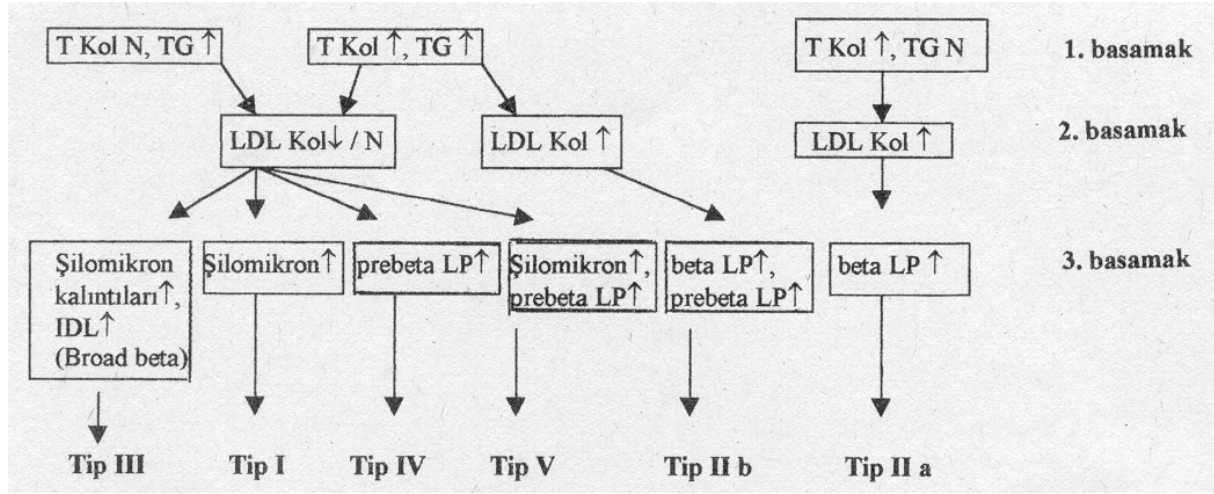 T Kol N, TG ↑
T Kol ↑, TG ↑
T Kol ↑, TG N
1. basamak
LDL Kol↓ / N
LDL Kol ↑
LDL Kol ↑
2. basamak
Şilomikron
kalıntıları↑,
IDL↑
(Broad beta)
Şilomikron↑
prebeta LP↑
Şilomikron↑,
prebeta LP↑
beta LP↑,
prebeta LP↑
beta LP ↑
3. basamak
Tip III
Tip I
Tip IV
Tip V
Tip II b
Tip II a